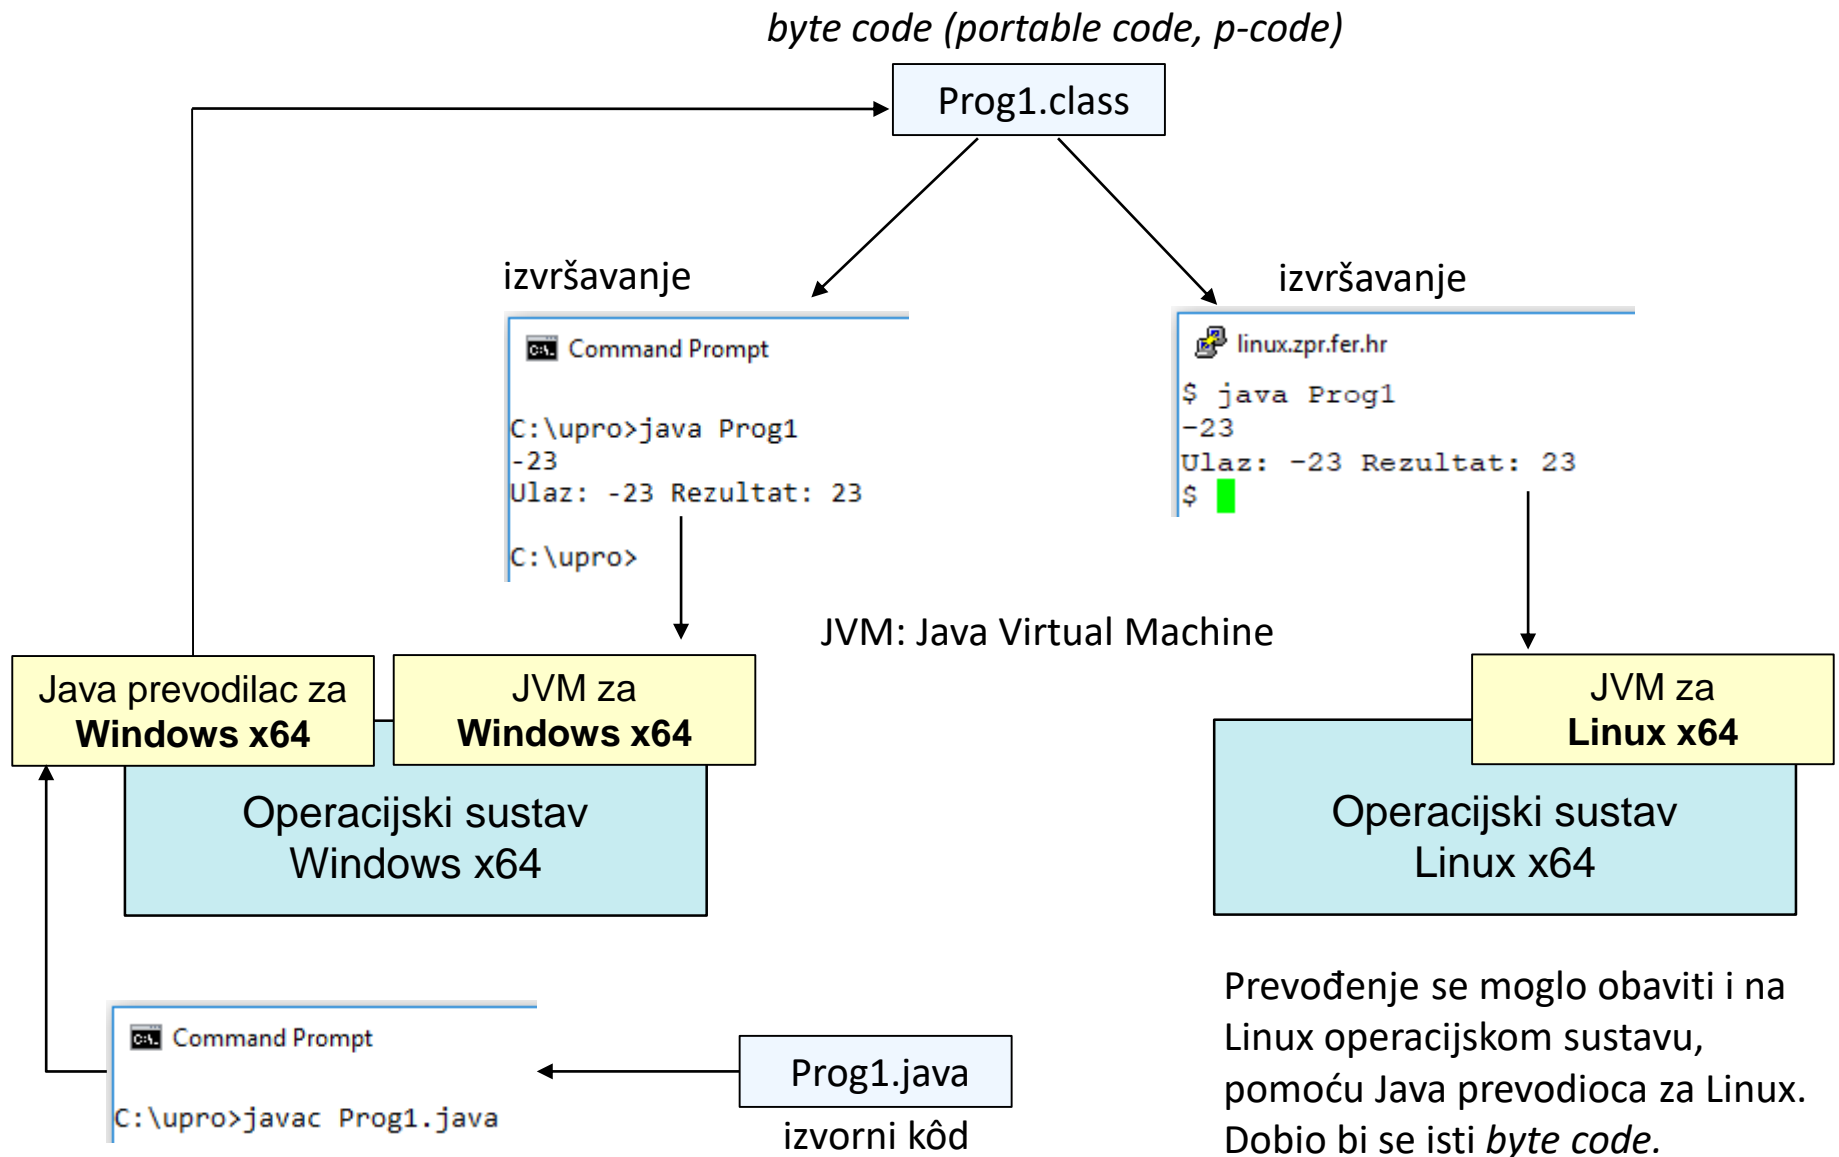 byte code (portable code, p-code)
Prog1.class
izvršavanje
izvršavanje
Command Prompt
C:\upro>java Prog1
-23
Ulaz: -23 Rezultat: 23
C:\upro>
linux.zpr.fer.hr
$ java Prog1
-23
Ulaz: -23 Rezultat: 23
$
JVM: Java Virtual Machine
Java prevodilac za
Windows x64
JVM za
Windows x64
Operacijski sustav
Windows x64
JVM za
Linux x64
Operacijski sustav
Linux x64
Command Prompt
C:\upro>javac Prog1.java
Prog1.java
izvorni kôd
Prevođenje se moglo obaviti i na
Linux operacijskom sustavu,
pomoću Java prevodioca za Linux.
Dobio bi se isti byte code.